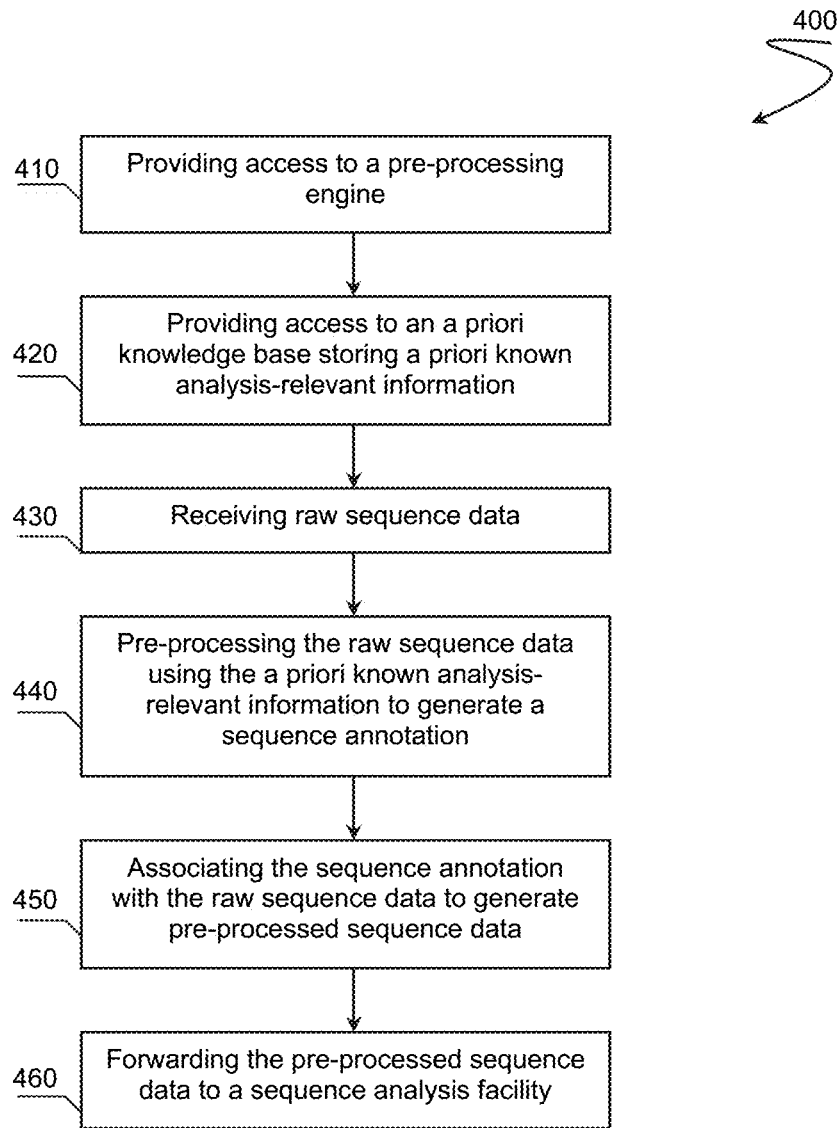 400
410
Providing access to a pre-processing
engine
420
Providing access to an a priori
knowledge base storing a priori known
analysis-relevant information
430
Receiving raw sequence data
440
Pre-processing the raw sequence data
using the a priori known analysis-
relevant information to generate a
sequence annotation
450
Associating the sequence annotation
with the raw sequence data to generate
pre-processed sequence data
460
Forwarding the pre-processed sequence
data to a sequence analysis facility